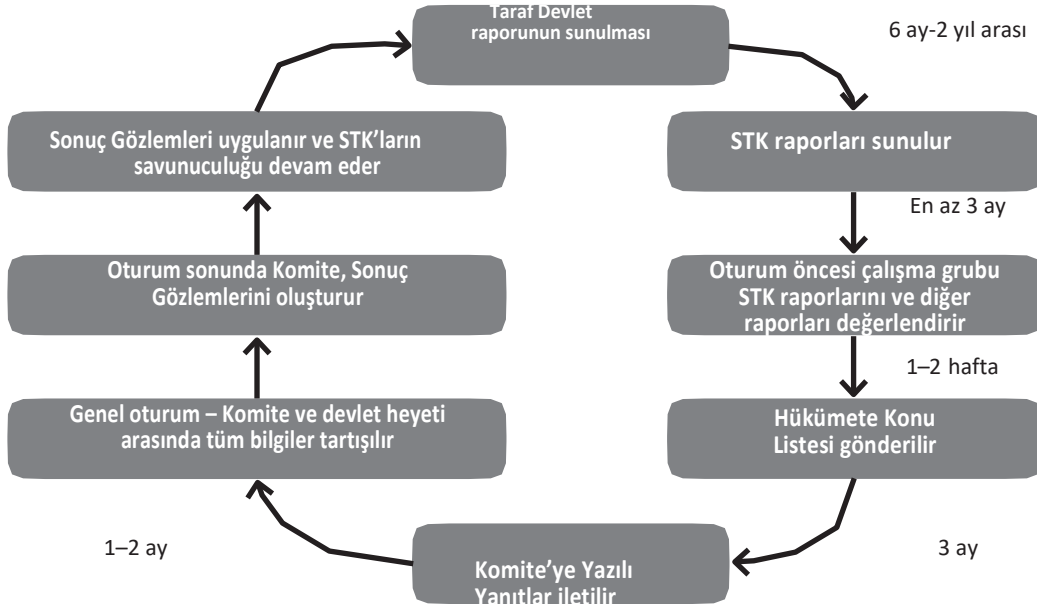 Taraf Devlet
raporunun sunulması
6 ay-2 yıl arası
STK raporları sunulur
En az 3 ay
Oturum öncesi çalışma grubu
STK raporlarını ve diğer
raporları değerlendirir
1–2 hafta
Hükümete Konu
Listesi gönderilir
3 ay
Komite’ye Yazılı
Yanıtlar iletilir
1–2 ay
Genel oturum – Komite ve devlet heyeti
arasında tüm bilgiler tartışılır
Oturum sonunda Komite, Sonuç
Gözlemlerini oluşturur
Sonuç Gözlemleri uygulanır ve STK’ların
savunuculuğu devam eder